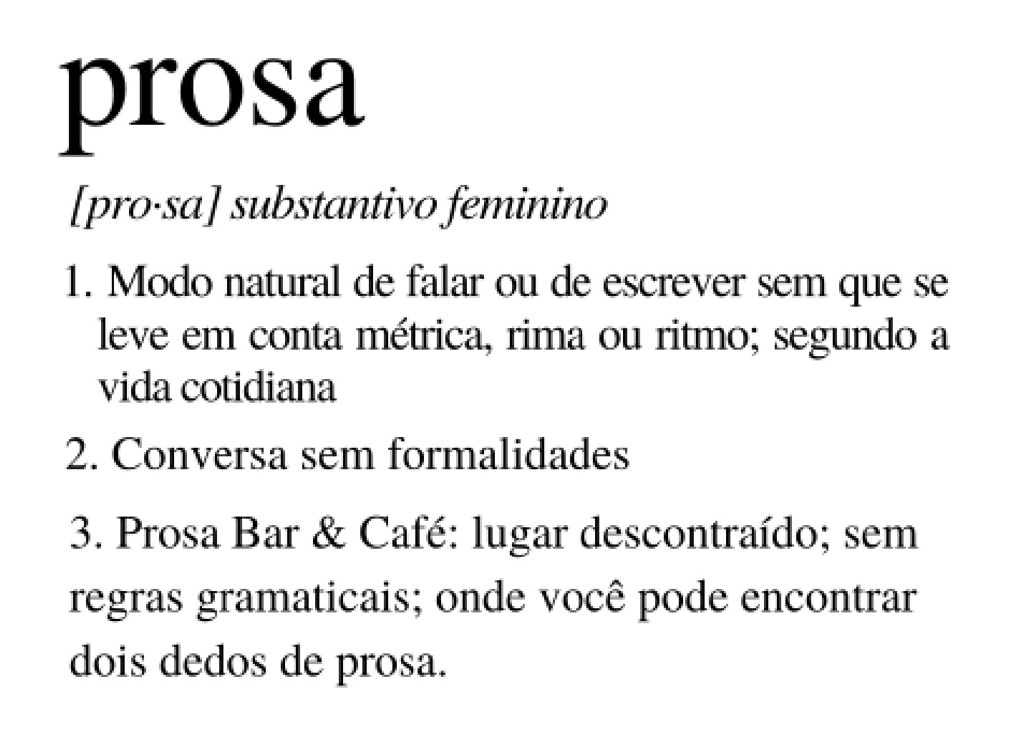 prosa
[pro·sa] substantivo feminino
1. Modo natural de falar ou de escrever sem que se
leve em conta métrica, rima ou ritmo; segundo a
vida cotidiana
2. Conversa sem formalidades
3. Prosa Bar & Café: lugar descontraído; sem
regras gramaticais; onde você pode encontrar
dois dedos de prosa.